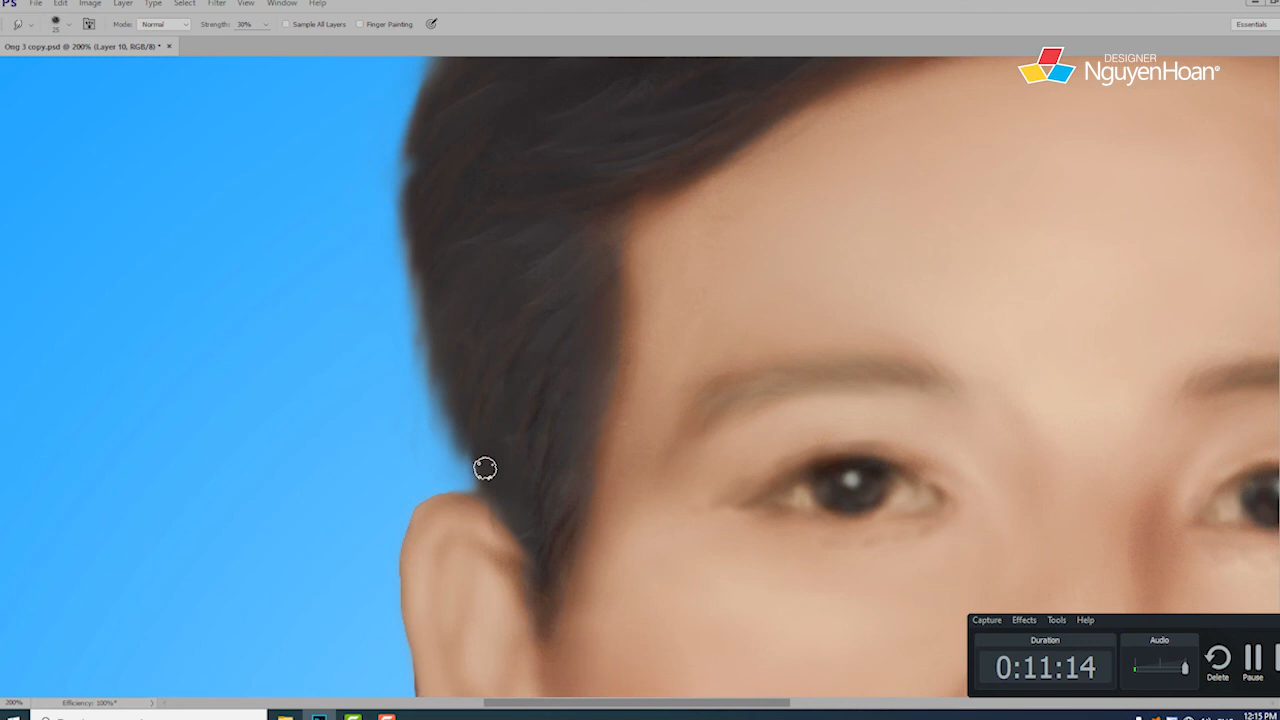 PS File Edit Image Layer Type Select Filter View Window Help
25 Mode: Normal Strength: 30% Sample All Layers Finger Painting Essentials
Ong 3 copy.psd @ 200% (Layer 10, RGB/8) * ×
DESIGNER
NguyenHoan®
Capture Effects Tools Help
Duration Audio
0:11:14
Delete Pause
200% Efficiency: 100%*
12:15 PM